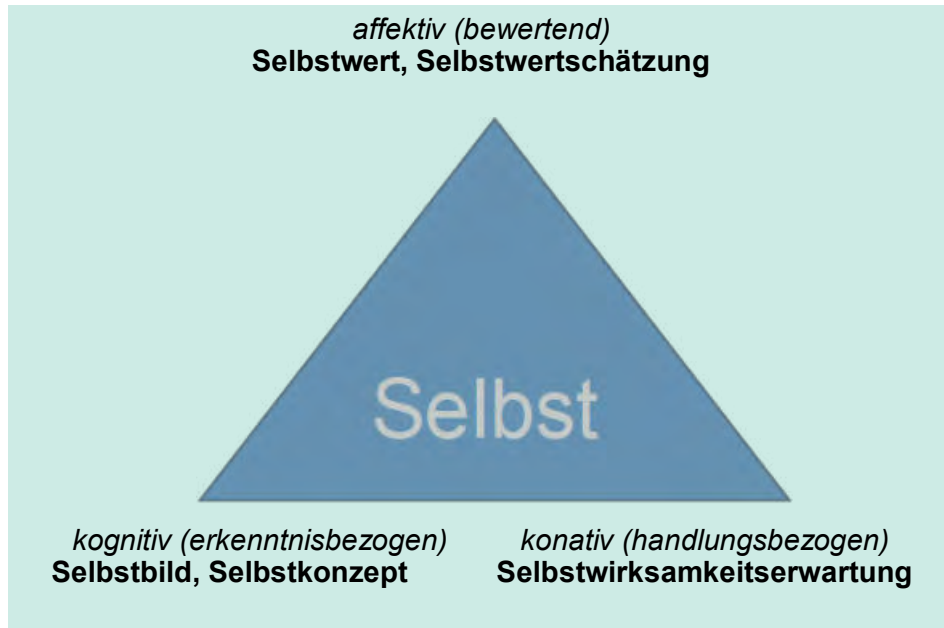 affektiv (bewertend)
Selbstwert, Selbstwertschätzung
Selbst
kognitiv (erkenntnisbezogen)
Selbstbild, Selbstkonzept
konativ (handlungsbezogen)
Selbstwirksamkeitserwartung